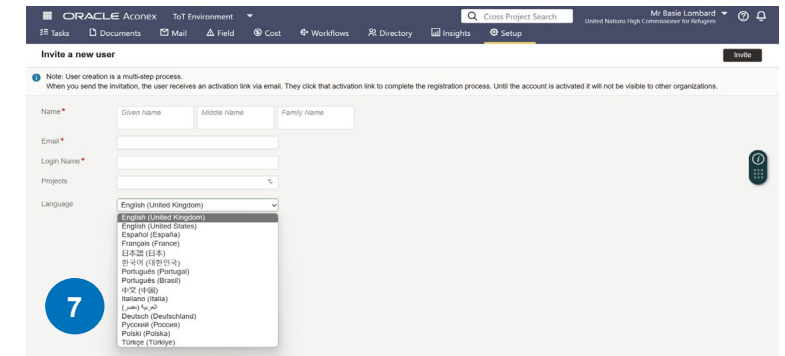 ORACLE Aconex ToT Environment Cross Project Search Mr Basie Lombard
United Nations High Commissioner for Refugees
Tasks Documents Mail Field Cost Workflows Directory Insights Setup
Invite a new user Invite
Note: User creation is a multi-step process.
When you send the invitation, the user receives an activation link via email. They click that activation link to complete the registration process. Until the account is activated it will not be visible to other organizations.
Name * Given Name Middle Name Family Name
Email *
Login Name *
Projects
Language English (United Kingdom)
English (United Kingdom)
English (United States)
Español (España)
Français (France)
日本語 (日本)
한국어 (대한민국)
Português (Portugal)
Português (Brasil)
中文 (中国)
Italiano (Italia)
العربية (مصر)
Deutsch (Deutschland)
Русский (Россия)
Polski (Polska)
Türkçe (Türkiye)
7